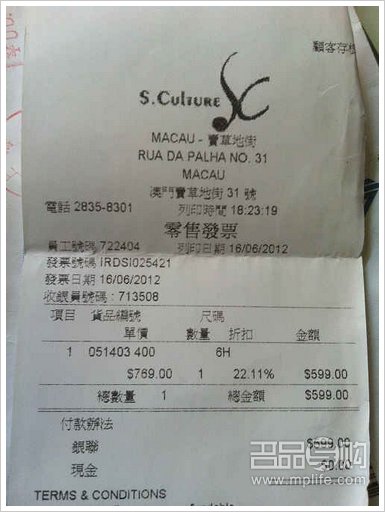 顧客存根
S.CULTURE
MACAU - 賣草地街
RUA DA PALHA NO. 31
MACAU
澳門賣草地街 31 號
電話 2835-8301 列印時間 18:23:19
零售發票
員工號碼 722404 列印日期 16/06/2012
發票號碼 IRDSI025421
發票日期 16/06/2012
收銀員號碼 : 713508
項目 貨品編號 尺碼
單價 數量 折扣 金額
1 051403 400 6H
$769.00 1 22.11% $599.00
總數量 1 總金額 $599.00
付款辦法
銀聯 $599.00
現金 $0.00
TERMS & CONDITIONS
名品导购
www.mplife.com